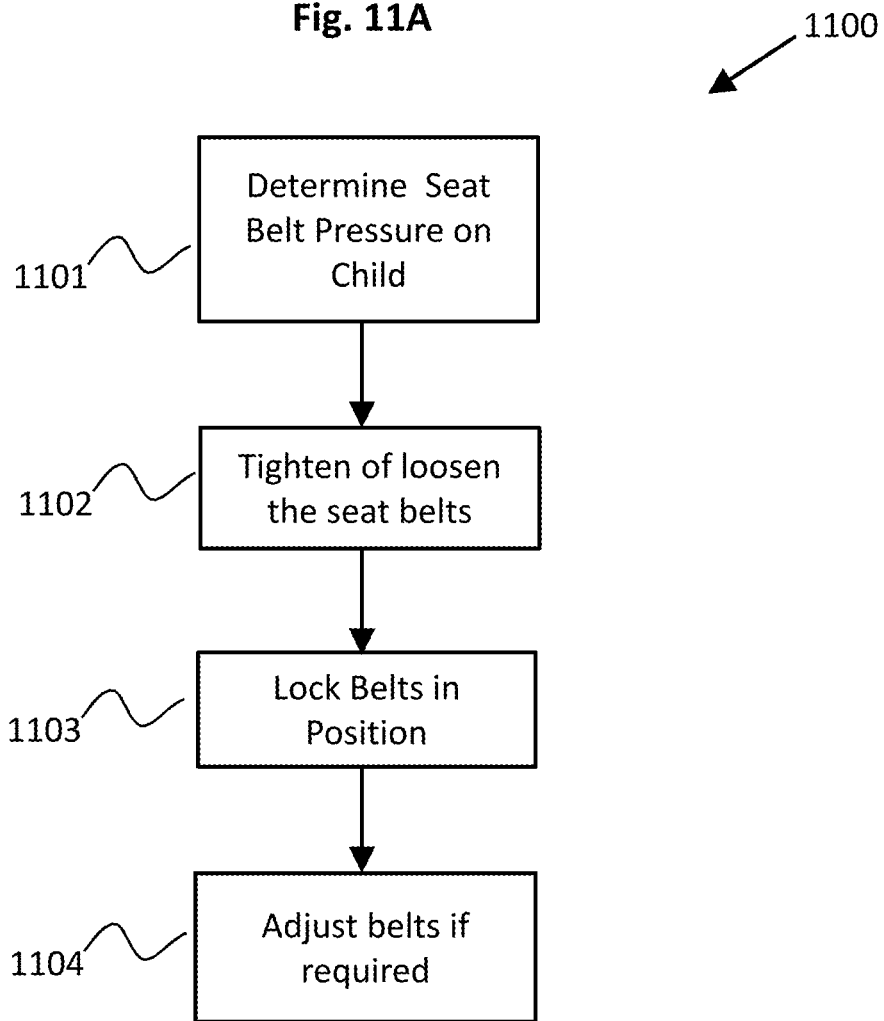 Fig. 11A
1100
Determine Seat
Belt Pressure on
Child
1101
Tighten of loosen
the seat belts
1102
Lock Belts in
Position
1103
Adjust belts if
required
1104